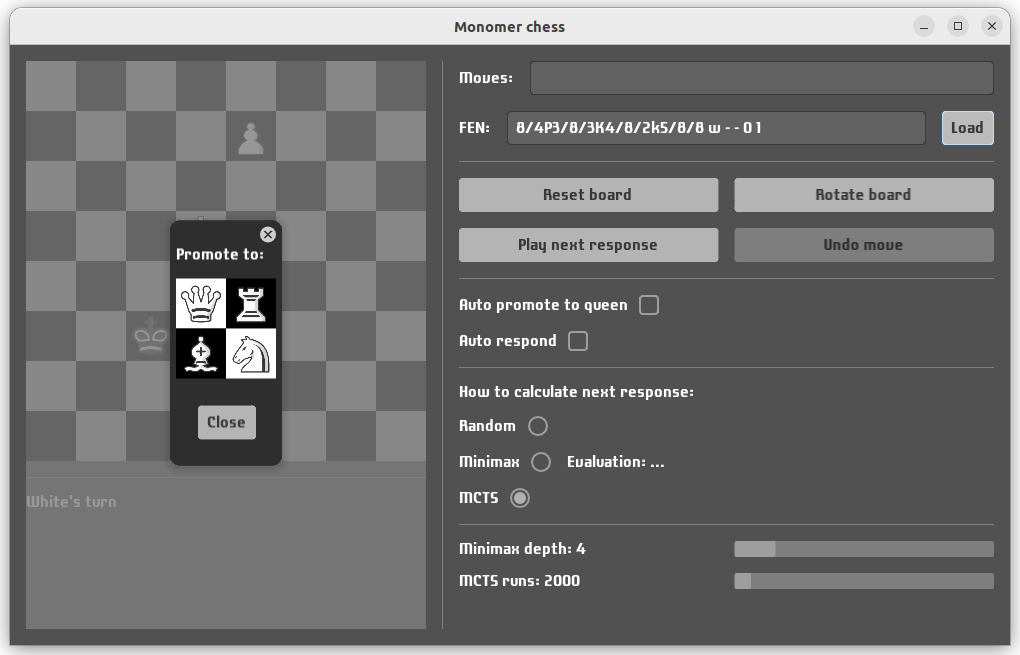 Monomer chess
Moves:
FEN: 8/4P3/8/3K4/8/2k5/8/8 w - - 0 1 Load
Reset board Rotate board
Play next response Undo move
Promote to:
Close
White's turn
Auto promote to queen
Auto respond
How to calculate next response:
Random
Minimax Evaluation: ...
MCTS
Minimax depth: 4
MCTS runs: 2000